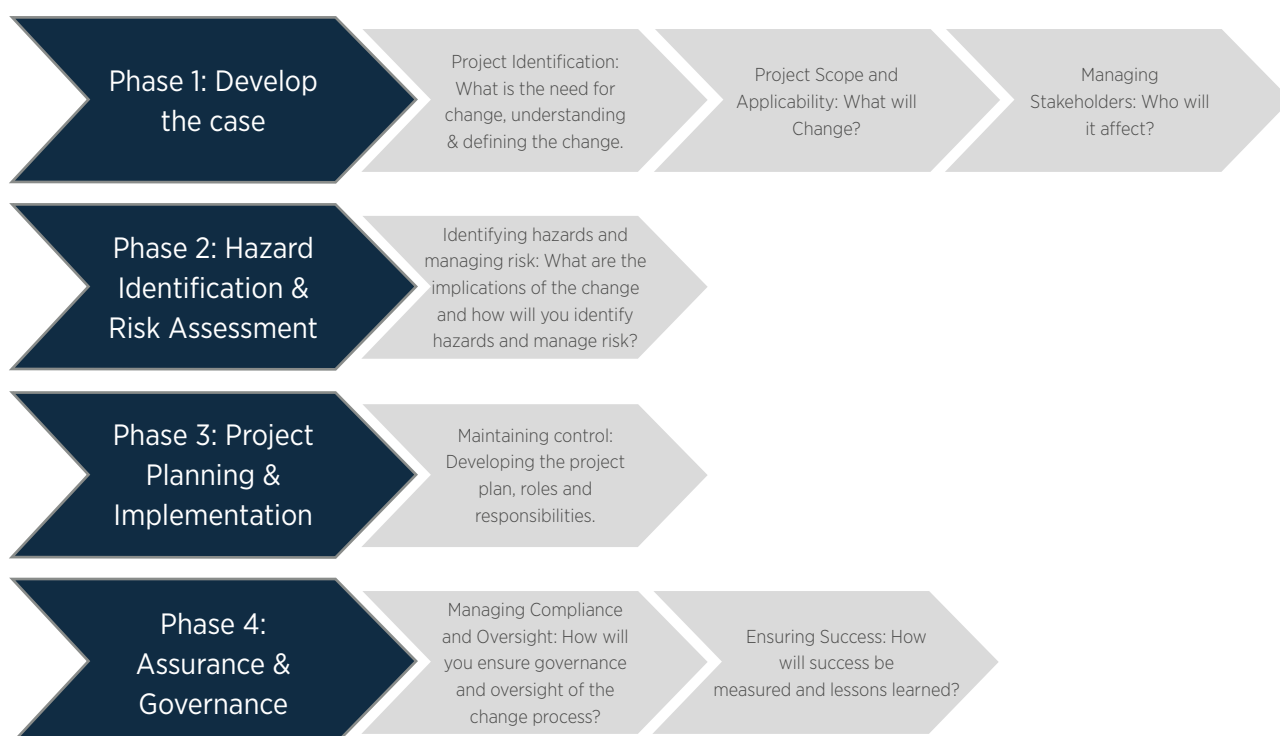 Phase 1: Develop
the case
Project Identification:
What is the need for
change, understanding
& defining the change.
Project Scope and
Applicability: What will
Change?
Managing
Stakeholders: Who will
it affect?
Phase 2: Hazard
Identification &
Risk Assessment
Identifying hazards and
managing risk: What are the
implications of the change
and how will you identify
hazards and manage risk?
Phase 3: Project
Planning &
Implementation
Maintaining control:
Developing the project
plan, roles and
responsibilities.
Phase 4:
Assurance &
Governance
Managing Compliance
and Oversight: How will
you ensure governance
and oversight of the
change process?
Ensuring Success: How
will success be
measured and lessons learned?